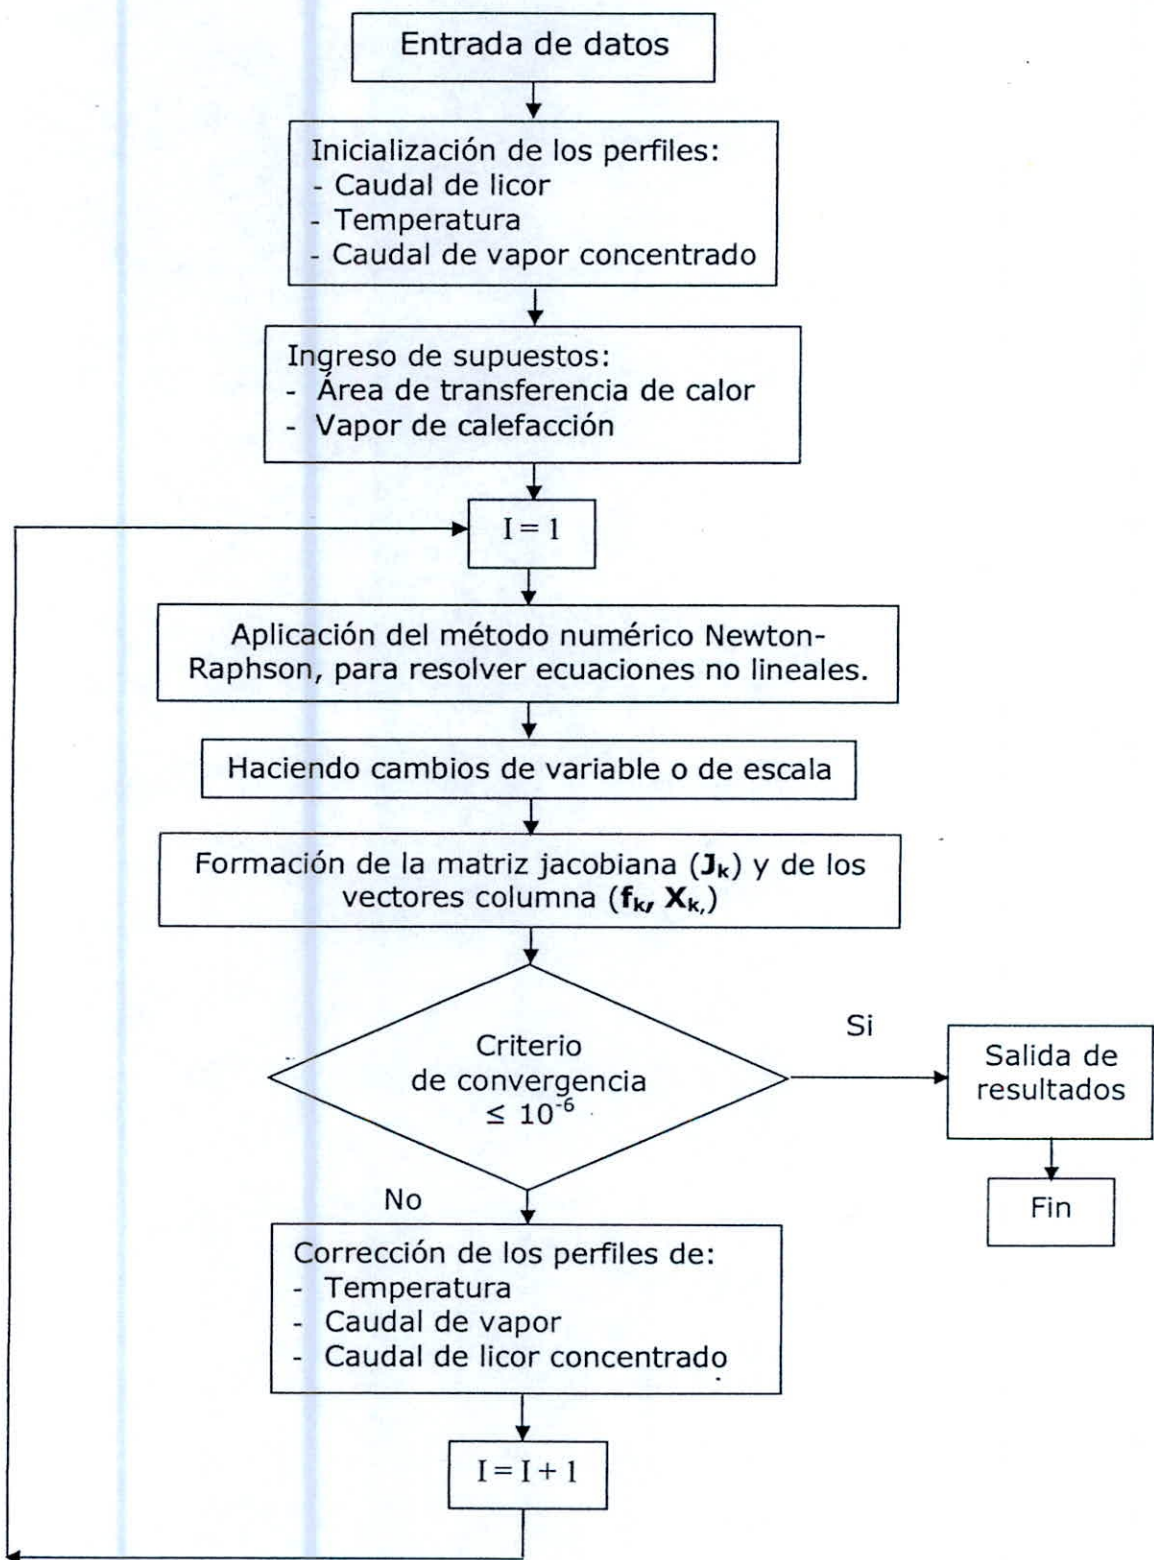 Entrada de datos
Inicialización de los perfiles:
- Caudal de licor
- Temperatura
- Caudal de vapor concentrado
Ingreso de supuestos:
- Área de transferencia de calor
- Vapor de calefacción
I = 1
Aplicación del método numérico Newton-
Raphson, para resolver ecuaciones no lineales.
Haciendo cambios de variable o de escala
Formación de la matriz jacobiana (Jₖ) y de los
vectores columna (fₖ, Xₖ,)
Criterio
de convergencia
≤ 10⁻⁶
Si
Salida de
resultados
Fin
No
Corrección de los perfiles de:
- Temperatura
- Caudal de vapor
- Caudal de licor concentrado
I = I + 1